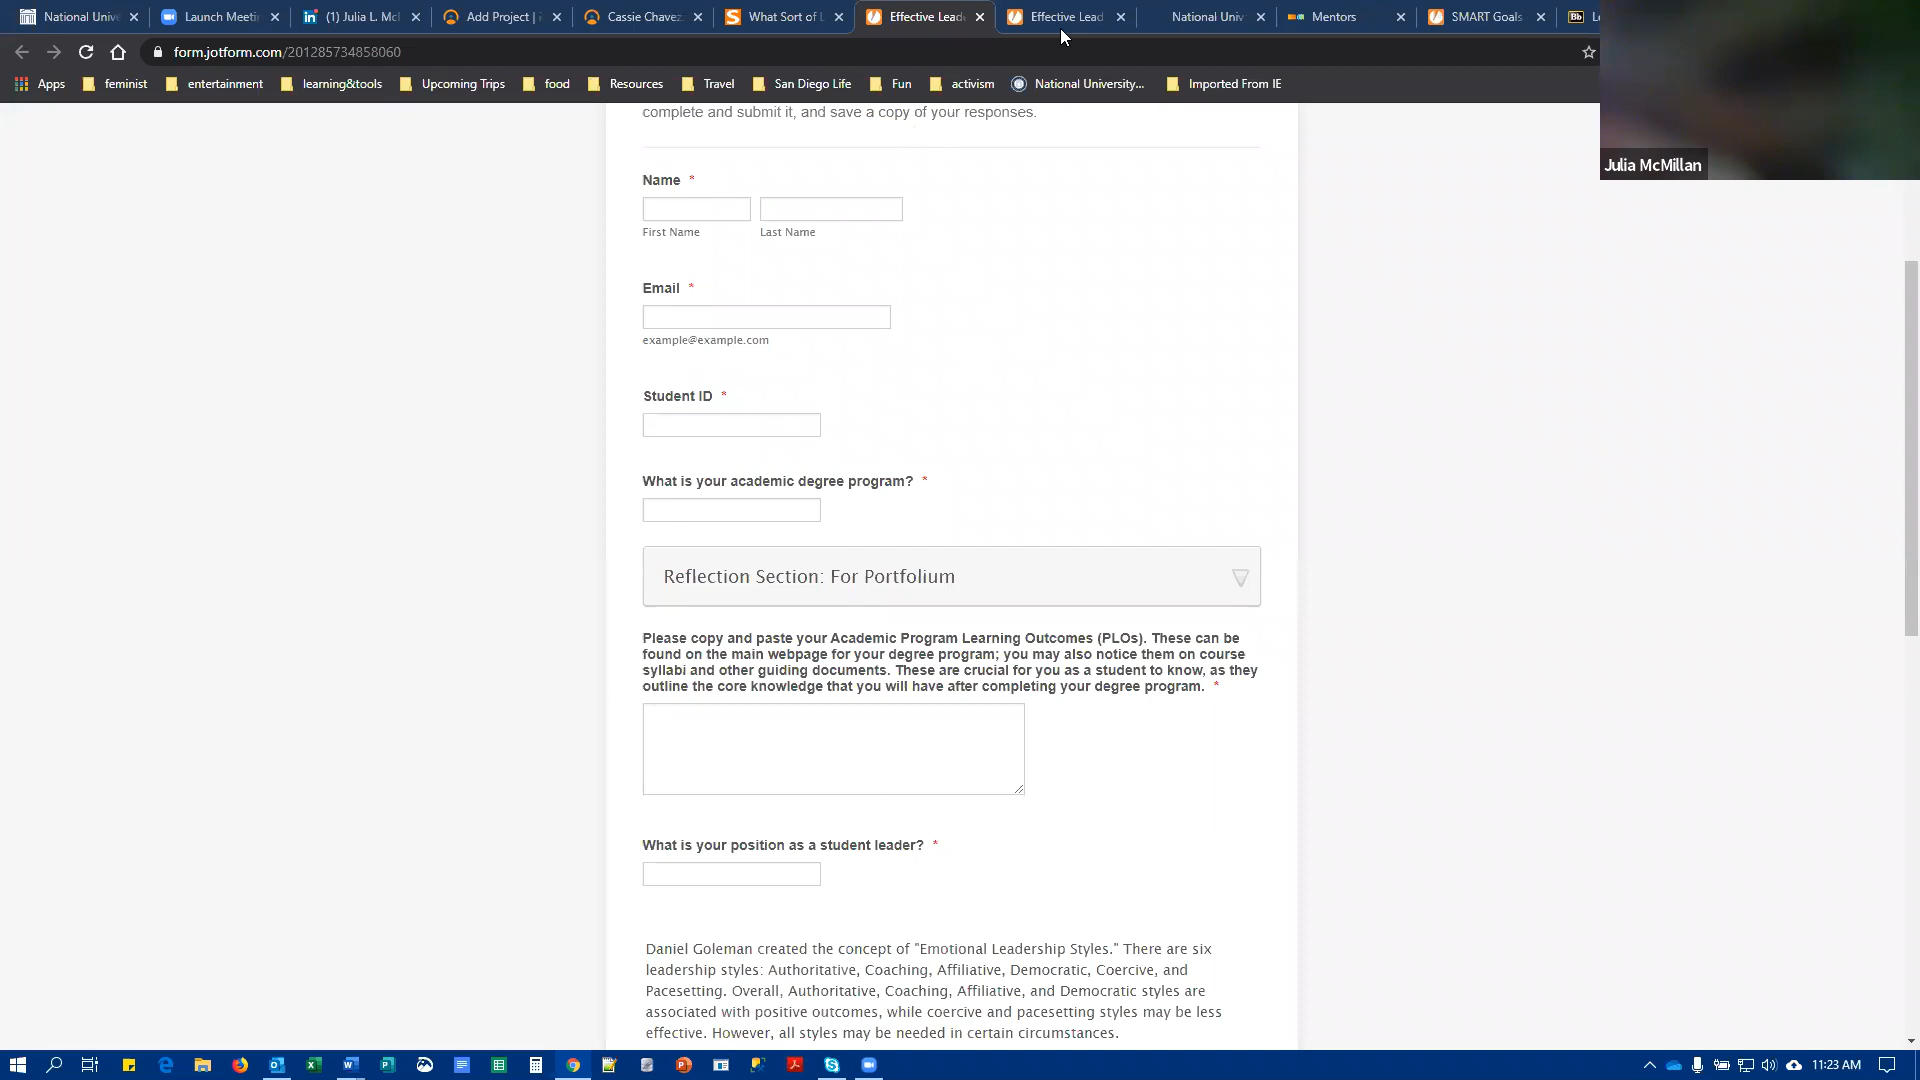 National Unive
Launch Meetin
(1) Julia L. McM
Add Project |
Cassie Chavez
What Sort of L
Effective Leade
Effective Lead
National Univ
Mentors
SMART Goals
form.jotform.com/201285734858060
Apps
feminist
entertainment
learning&tools
Upcoming Trips
food
Resources
Travel
San Diego Life
Fun
activism
National University...
Imported From IE
Julia McMillan
complete and submit it, and save a copy of your responses.
Name *
First Name
Last Name
Email *
example@example.com
Student ID *
What is your academic degree program? *
Reflection Section: For Portfolium
Please copy and paste your Academic Program Learning Outcomes (PLOs). These can be
found on the main webpage for your degree program; you may also notice them on course
syllabi and other guiding documents. These are crucial for you as a student to know, as they
outline the core knowledge that you will have after completing your degree program. *
What is your position as a student leader? *
Daniel Goleman created the concept of "Emotional Leadership Styles." There are six
leadership styles: Authoritative, Coaching, Affiliative, Democratic, Coercive, and
Pacesetting. Overall, Authoritative, Coaching, Affiliative, and Democratic styles are
associated with positive outcomes, while coercive and pacesetting styles may be less
effective. However, all styles may be needed in certain circumstances.
11:23 AM